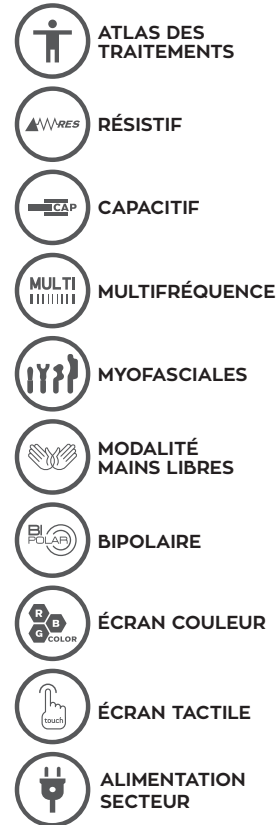 ATLAS DES
TRAITEMENTS
RES
RÉSISTIF
CAP
CAPACITIF
MULTI
MULTIFRÉQUENCE
MYOFASCIALES
MODALITÉ
MAINS LIBRES
BI
POLAR
BIPOLAIRE
R
B
G
COLOR
ÉCRAN COULEUR
touch
ÉCRAN TACTILE
ALIMENTATION
SECTEUR